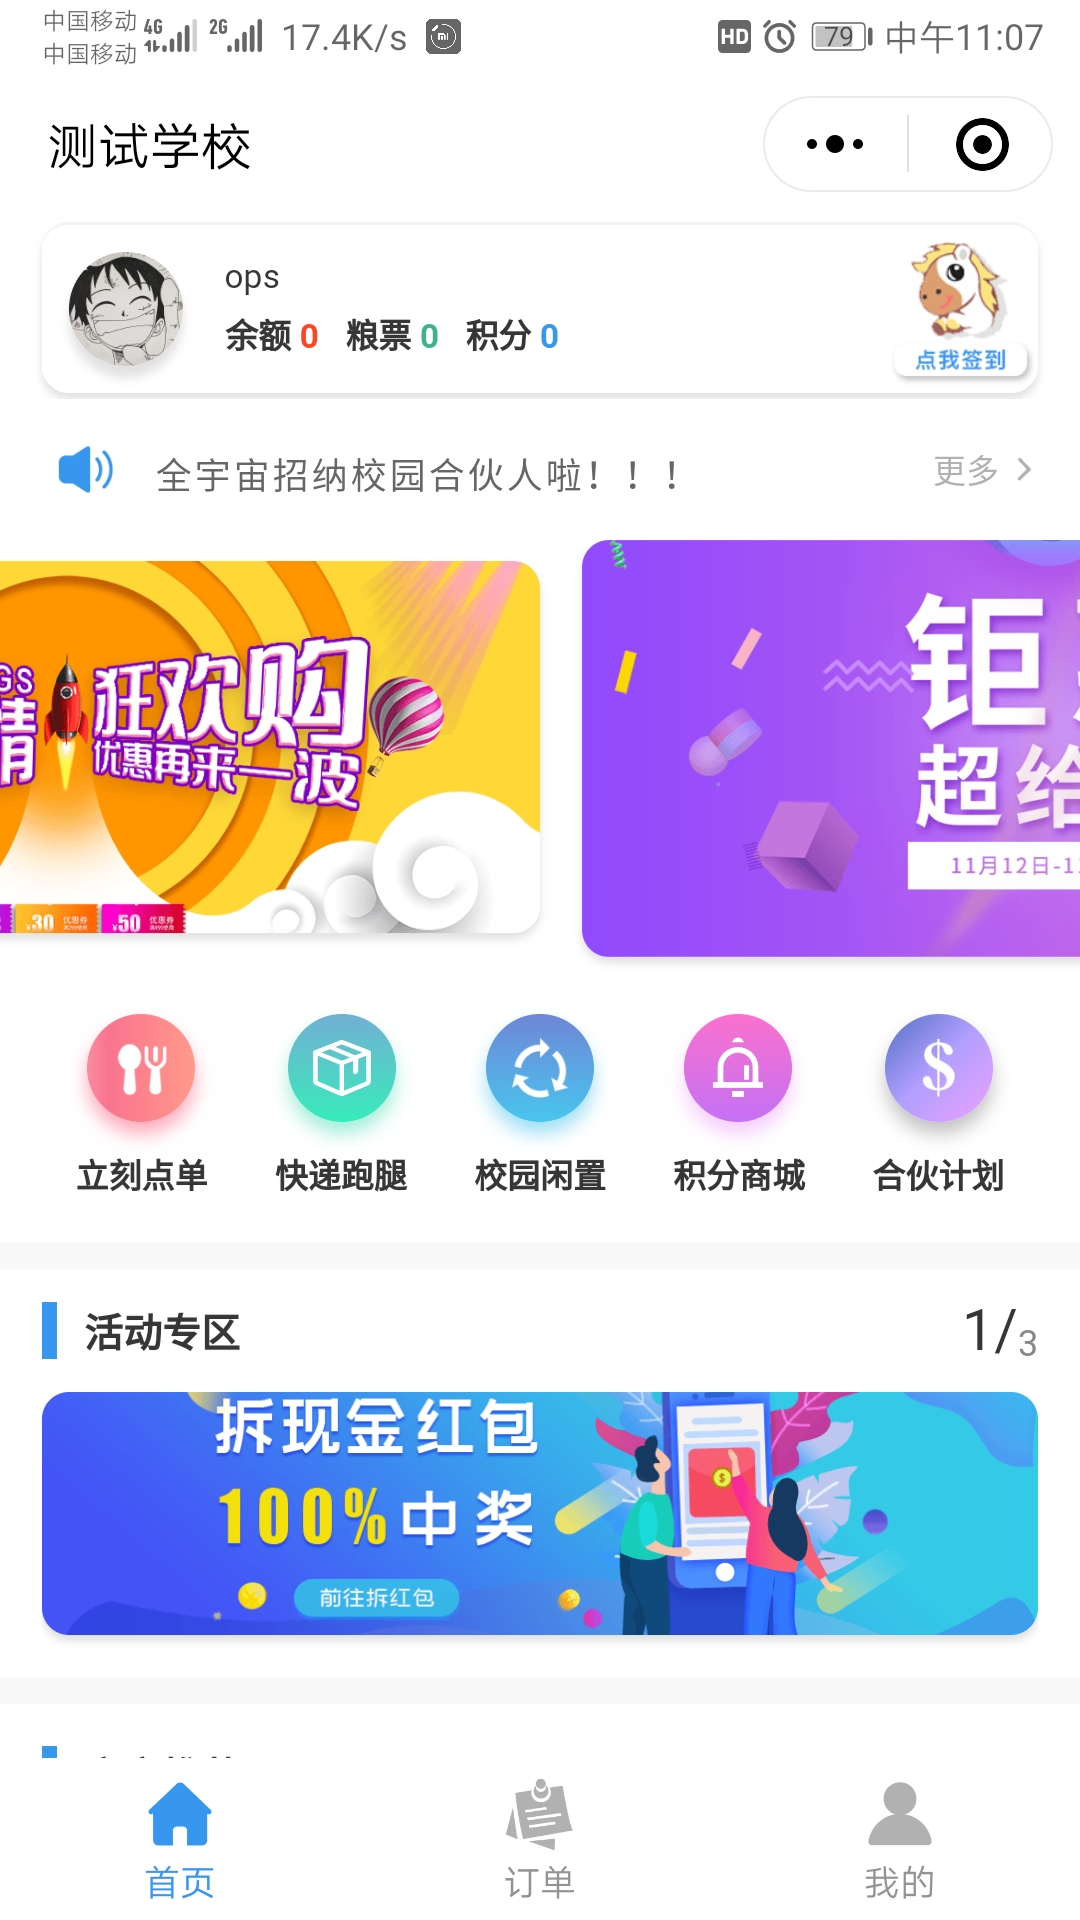 中国移动 4G 2G 17.4K/s HD 79 中午11:07
中国移动
测试学校
ops
余额 0 粮票 0 积分 0
点我签到
全宇宙招纳校园合伙人啦！！！
更多
GS
狂欢购
优惠再来一波
¥30 优惠券
¥50 优惠券
钜
超给
11月12日-1
立刻点单 快递跑腿 校园闲置 积分商城 合伙计划
活动专区 1/3
拆现金红包
100%中奖
前往拆红包
首页 订单 我的